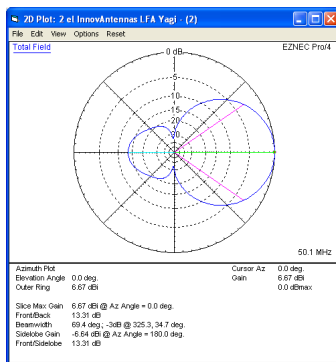 2D Plot: 2 el InnovAntennas LFA Yagi - (2)
File Edit View Options Reset
Total Field
EZNEC Pro/4
0 dB
-5
-10
-15
-20
-30
50.1 MHz
Azimuth Plot
Elevation Angle 0.0 deg.
Outer Ring 6.67 dBi
Cursor Az 0.0 deg.
Gain 6.67 dBi
0.0 dBmax
Slice Max Gain 6.67 dBi @ Az Angle = 0.0 deg.
Front/Back 13.31 dB
Beamwidth 69.4 deg.; -3dB @ 325.3, 34.7 deg.
Sidelobe Gain -6.64 dBi @ Az Angle = 180.0 deg.
Front/Sidelobe 13.31 dB